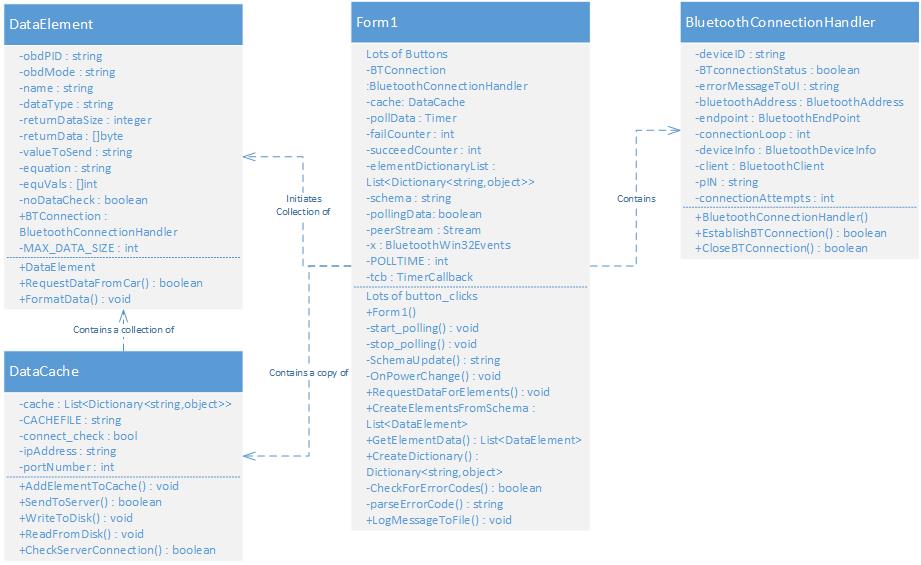 DataElement
-obdPID : string
-obdMode : string
-name : string
-dataType : string
-returnDataSize : integer
-returnData : []byte
-valueToSend : string
-equation : string
-equVals : []int
-noDataCheck : boolean
+BTConnection :
BluetoothConnectionHandler
-MAX_DATA_SIZE : int
+DataElement
+RequestDataFromCar() : boolean
+FormatData() : void
Contains a collection of
DataCache
-cache : List<Dictionary<string,object>>
-CACHEFILE : string
-connect_check : bool
-ipAddress : string
-portNumber : int
+AddElementToCache() : void
+SendToServer() : boolean
+WriteToDisk() : void
+ReadFromDisk() : void
+CheckServerConnection() : boolean
Initiates
Collection of
Contains a copy of
Form1
Lots of Buttons
-BTConnection
:BluetoothConnectionHandler
-cache: DataCache
-pollData : Timer
-failCounter : int
-succeedCounter : int
-elementDictionaryList :
List<Dictionary<string,object>>
-schema : string
-pollingData: boolean
-peerStream : Stream
-x : BluetoothWin32Events
-POLLTIME : int
-tcb : TimerCallback
Lots of button_clicks
+Form1()
-start_polling() : void
-stop_polling() : void
-SchemaUpdate() : string
-OnPowerChange() : void
+RequestDataForElements() : void
+CreateElementsFromSchema :
List<DataElement>
+GetElementData() : List<DataElement>
+CreateDictionary() :
Dictionary<string,object>
-CheckForErrorCodes() : boolean
-parseErrorCode() : string
+LogMessageToFile() : void
Contains
BluetoothConnectionHandler
-deviceID : string
-BTconnectionStatus : boolean
-errorMessageToUI : string
-bluetoothAddress : BluetoothAddress
-endpoint : BluetoothEndPoint
-connectionLoop : int
-deviceInfo : BluetoothDeviceInfo
-client : BluetoothClient
-pIN : string
-connectionAttempts : int
+BluetoothConnectionHandler()
+EstablishBTConnection() : boolean
+CloseBTConnection() : boolean